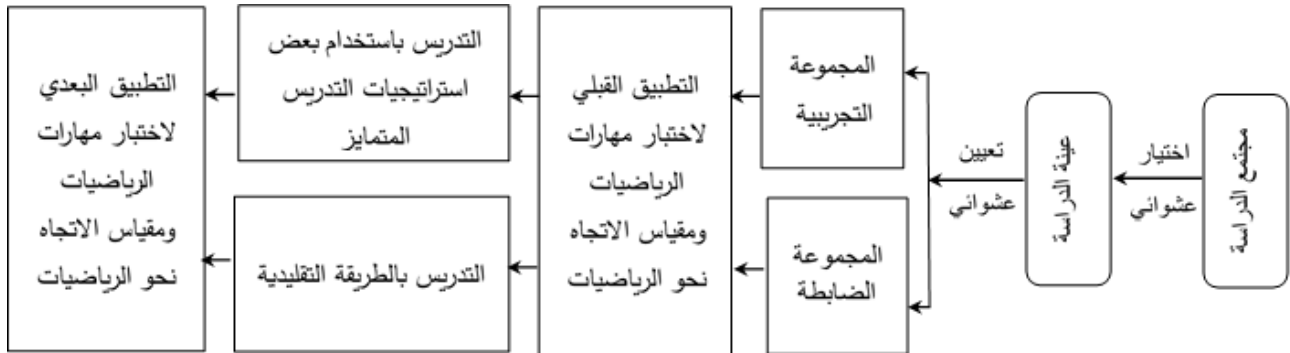 مجتمع الدراسة
اختيار
عشوائي
عينة الدراسة
تعيين
عشوائي
المجموعة
التجريبية
المجموعة
الضابطة
التطبيق القبلي
لاختبار مهارات
الرياضيات
ومقياس الاتجاه
نحو الرياضيات
التدريس باستخدام بعض
استراتيجيات التدريس
المتمايز
التدريس بالطريقة التقليدية
التطبيق البعدي
لاختبار مهارات
الرياضيات
ومقياس الاتجاه
نحو الرياضيات